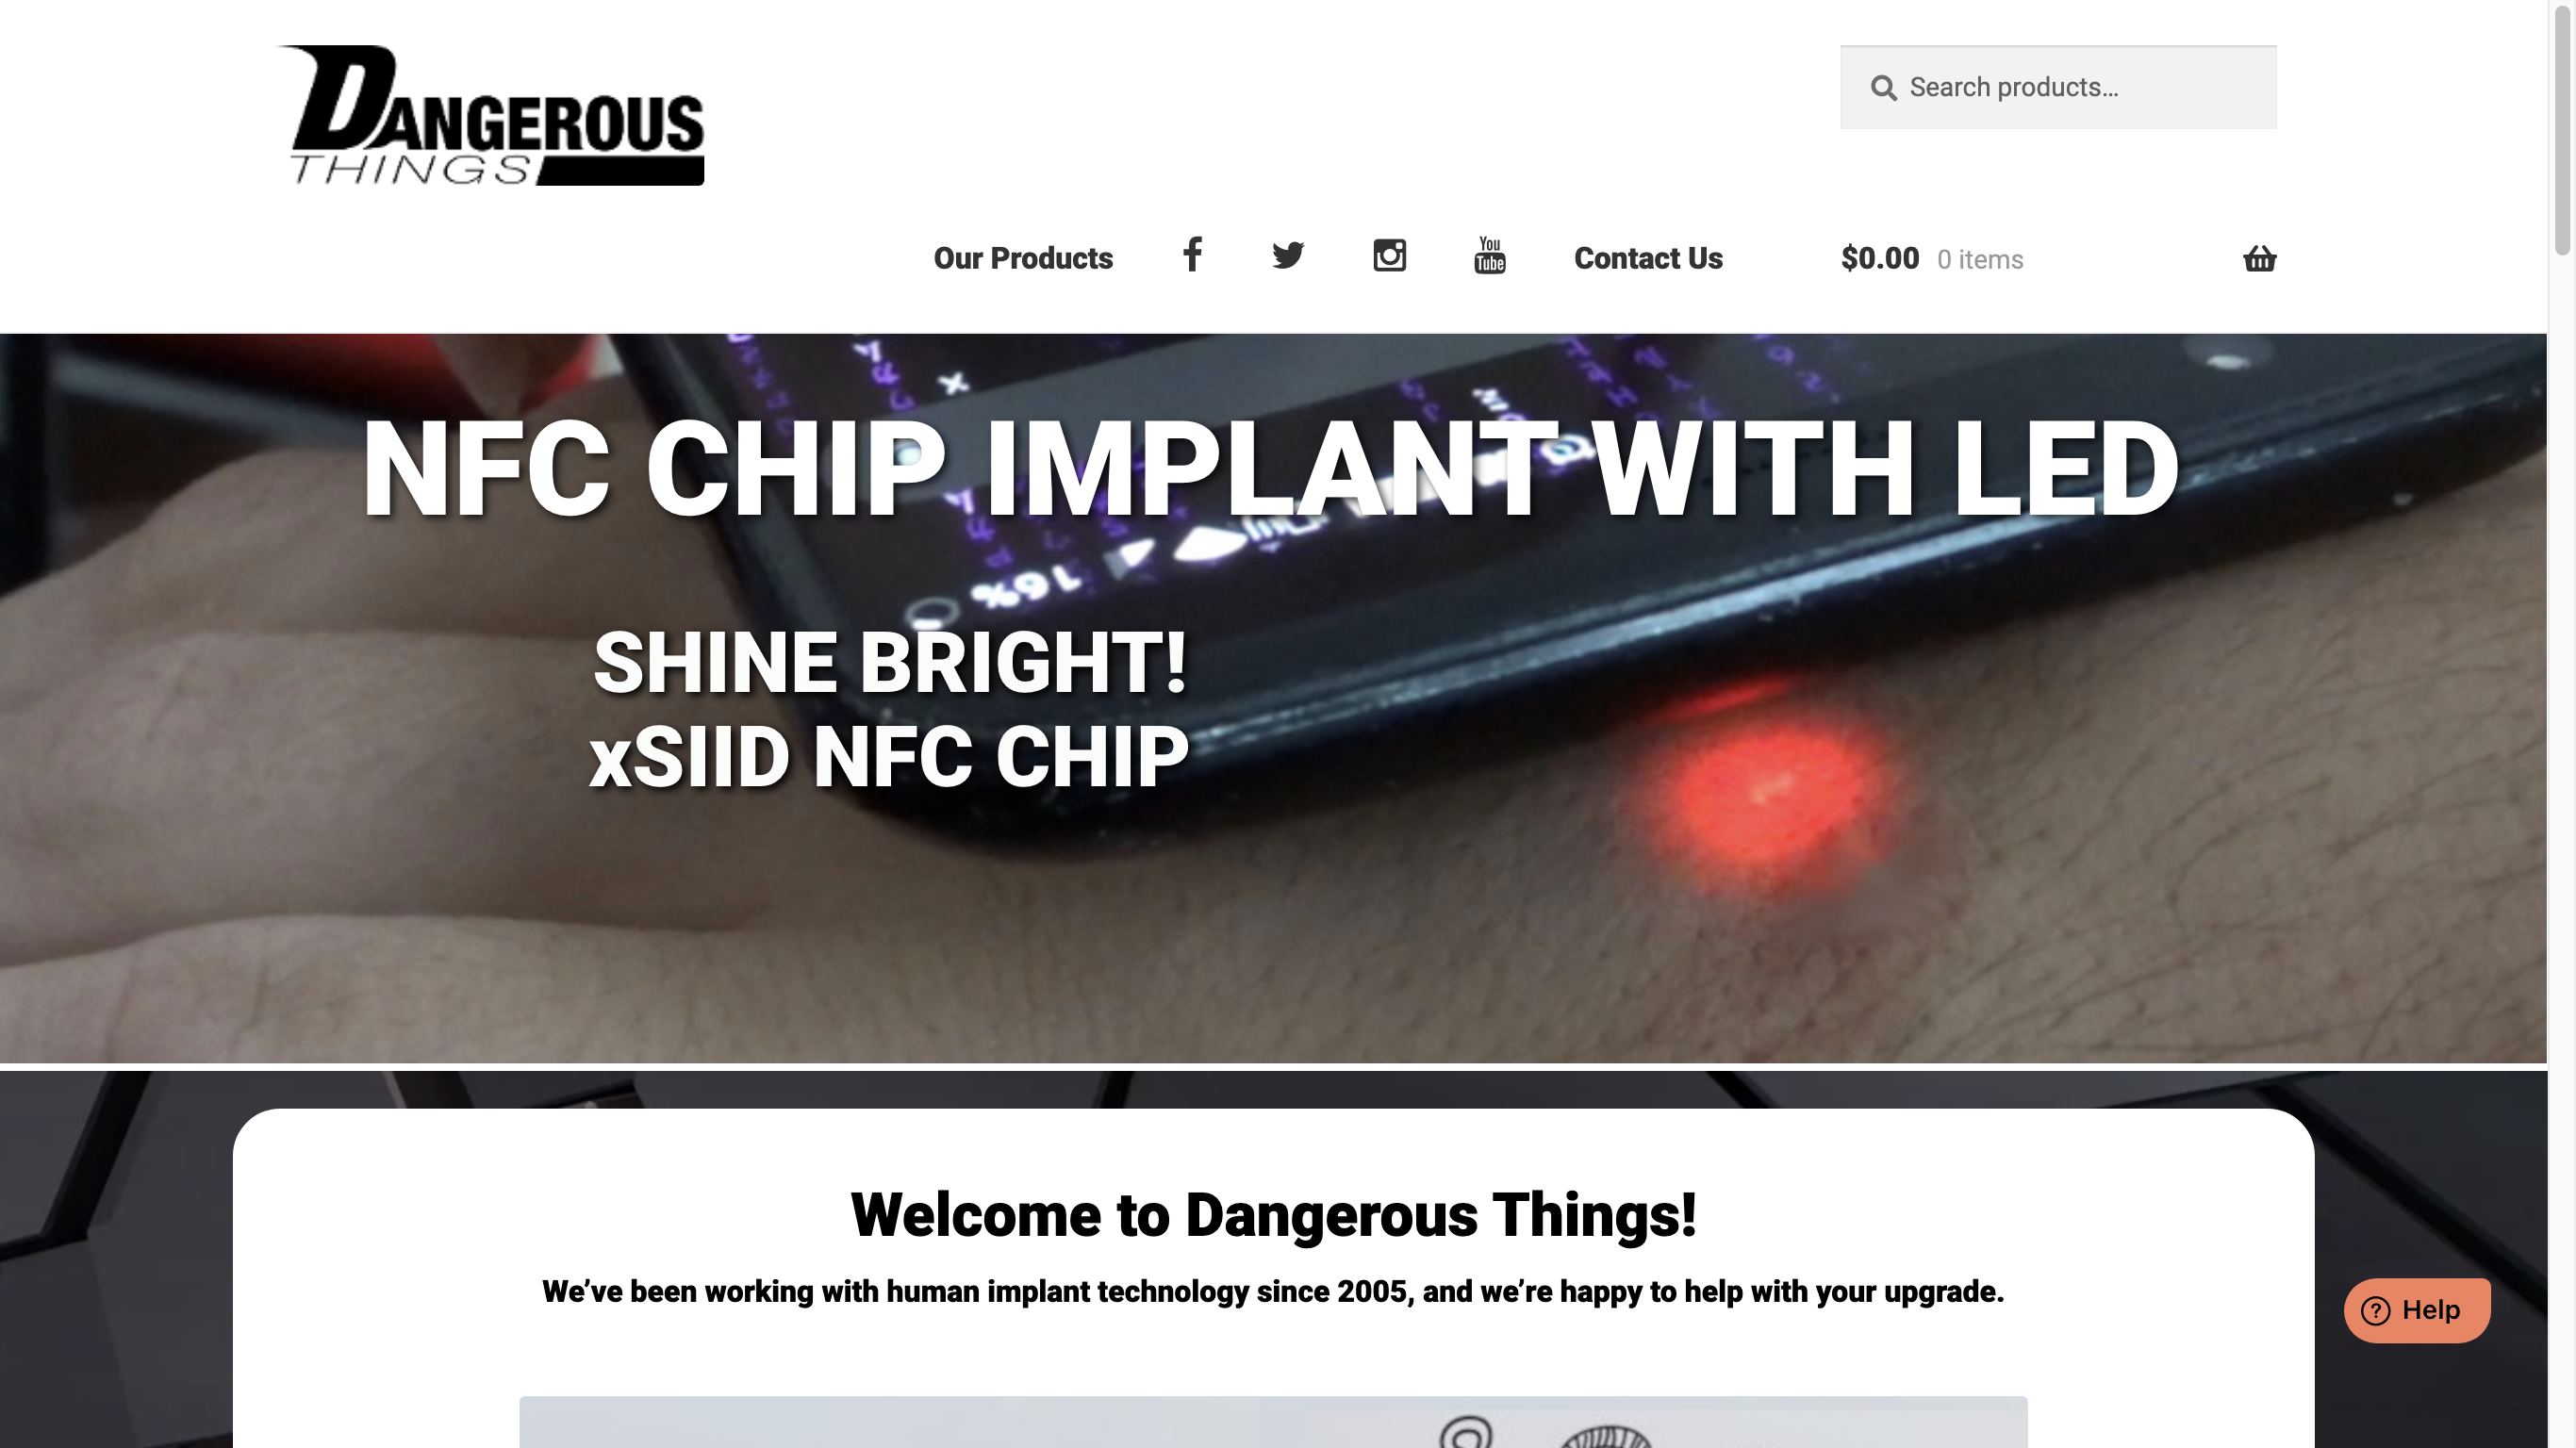 DANGEROUS
THINGS
Search products…
Our Products
You
Tube
Contact Us
$0.00 0 items
NFC CHIP IMPLANT WITH LED
16%
SHINE BRIGHT!
xSIID NFC CHIP
Welcome to Dangerous Things!
We’ve been working with human implant technology since 2005, and we’re happy to help with your upgrade.
Help